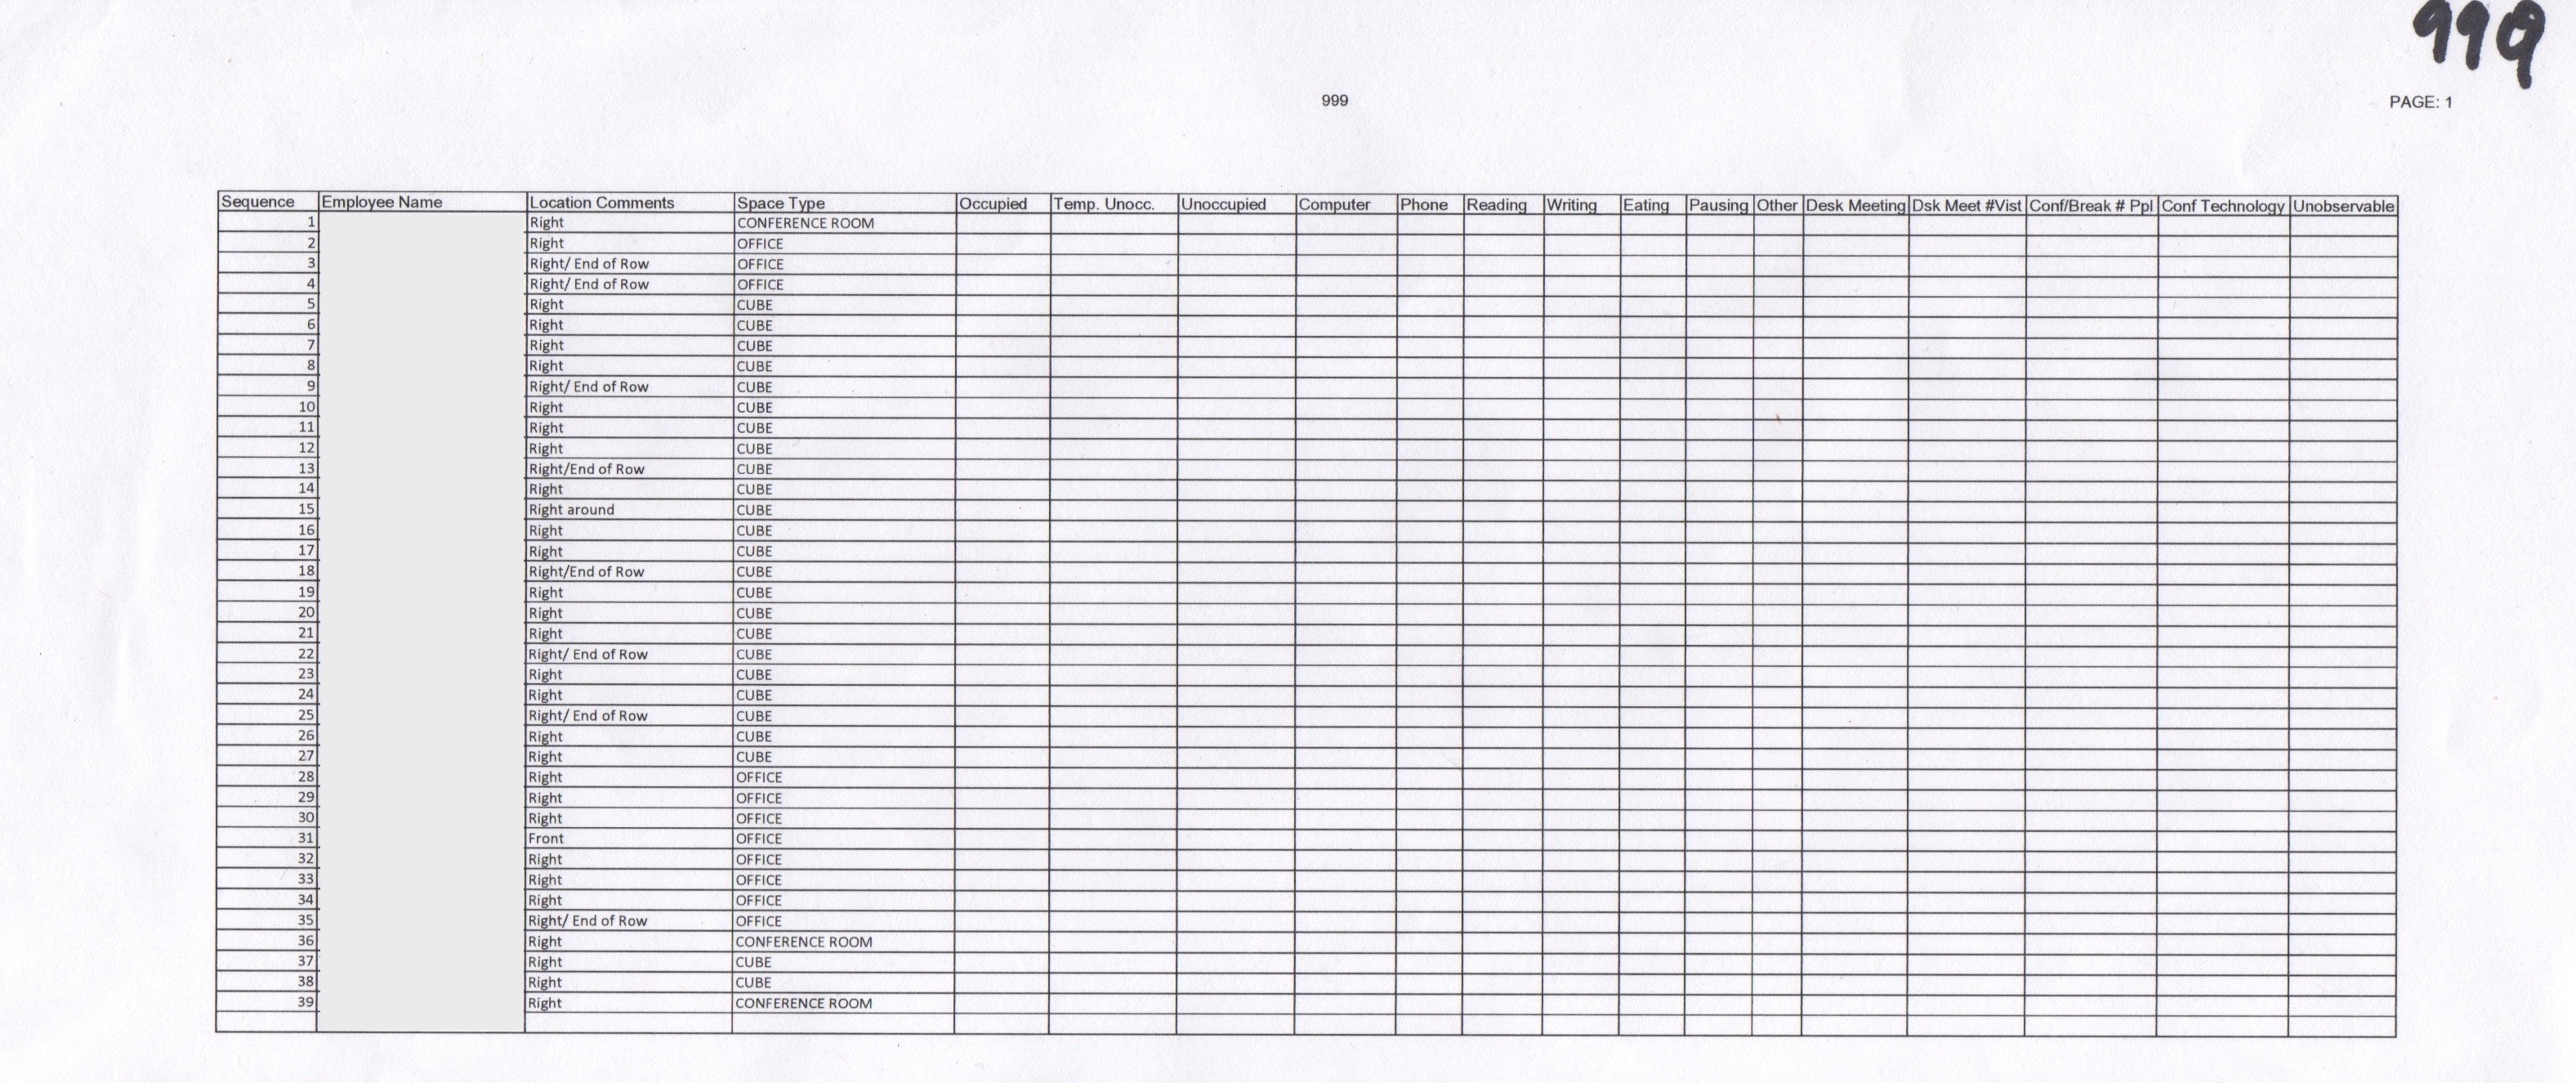 999
999
PAGE: 1
Sequence Employee Name Location Comments Space Type Occupied Temp. Unocc. Unoccupied Computer Phone Reading Writing Eating Pausing Other Desk Meeting Dsk Meet #Vist Conf/Break # Ppl Conf Technology Unobservable
1 Right CONFERENCE ROOM
2 Right OFFICE
3 Right/ End of Row OFFICE
4 Right/ End of Row OFFICE
5 Right CUBE
6 Right CUBE
7 Right CUBE
8 Right CUBE
9 Right/ End of Row CUBE
10 Right CUBE
11 Right CUBE
12 Right CUBE
13 Right/End of Row CUBE
14 Right CUBE
15 Right around CUBE
16 Right CUBE
17 Right CUBE
18 Right/End of Row CUBE
19 Right CUBE
20 Right CUBE
21 Right CUBE
22 Right/ End of Row CUBE
23 Right CUBE
24 Right CUBE
25 Right/ End of Row CUBE
26 Right CUBE
27 Right CUBE
28 Right OFFICE
29 Right OFFICE
30 Right OFFICE
31 Front OFFICE
32 Right OFFICE
33 Right OFFICE
34 Right OFFICE
35 Right/ End of Row OFFICE
36 Right CONFERENCE ROOM
37 Right CUBE
38 Right CUBE
39 Right CONFERENCE ROOM